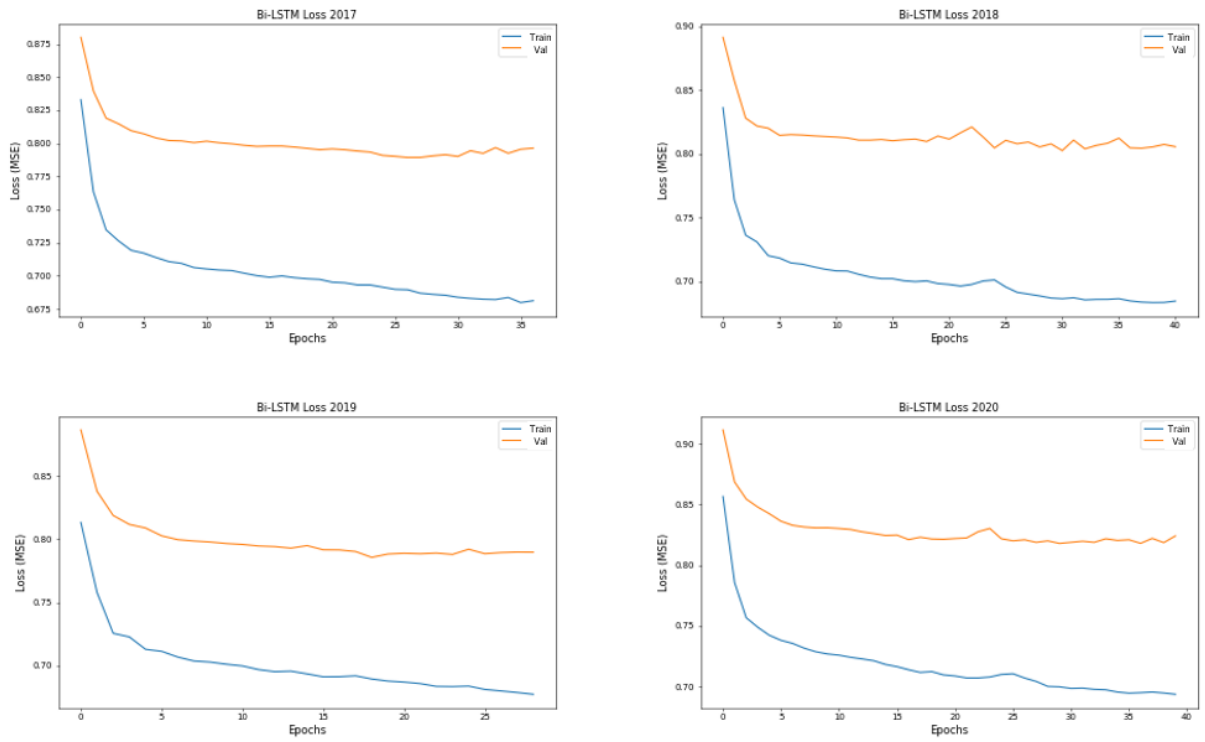 Bi-LSTM Loss 2017
Train
Val
0.875
0.850
0.825
0.800
0.775
0.750
0.725
0.700
0.675
Loss (MSE)
0 5 10 15 20 25 30 35
Epochs
Bi-LSTM Loss 2018
Train
Val
0.90
0.85
0.80
0.75
0.70
Loss (MSE)
0 5 10 15 20 25 30 35 40
Epochs
Bi-LSTM Loss 2019
Train
Val
0.85
0.80
0.75
0.70
Loss (MSE)
0 5 10 15 20 25
Epochs
Bi-LSTM Loss 2020
Train
Val
0.90
0.85
0.80
0.75
0.70
Loss (MSE)
0 5 10 15 20 25 30 35 40
Epochs